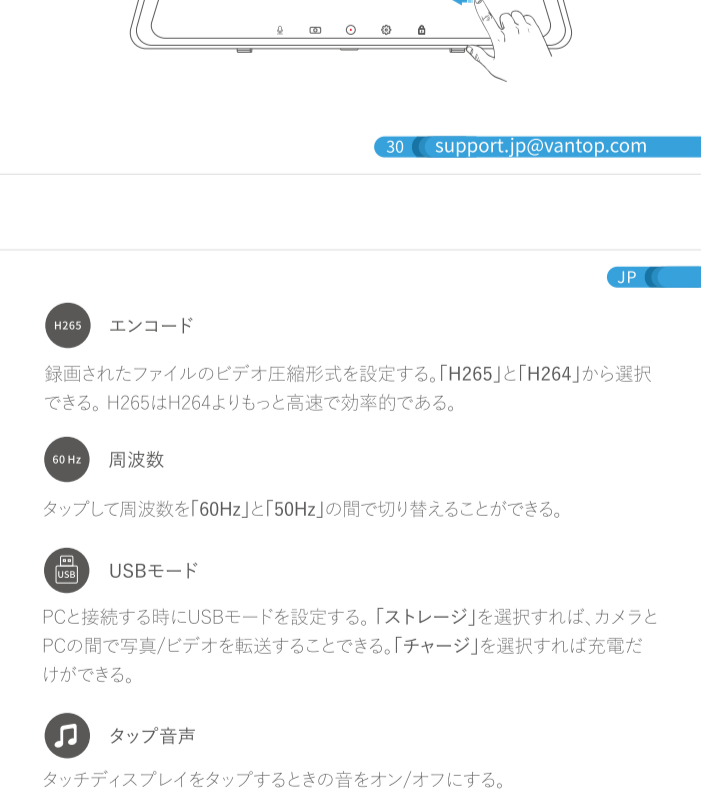 30 support.jp@vantop.com
JP
H265 エンコード
録画されたファイルのビデオ圧縮形式を設定する。「H265」と「H264」から選択
できる。H265はH264よりもっと高速で効率的である。
60 Hz 周波数
タップして周波数を「60Hz」と「50Hz」の間で切り替えることができる。
USB USBモード
PCと接続する時にUSBモードを設定する。「ストレージ」を選択すれば、カメラと
PCの間で写真/ビデオを転送することできる。「チャージ」を選択すれば充電だ
けができる。
タップ音声
タッチディスプレイをタップするときの音をオン/オフにする。